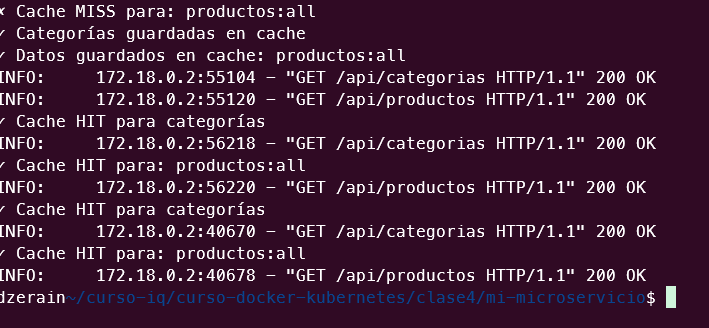 ✗ Cache MISS para: productos:all
✓ Categorías guardadas en cache
✓ Datos guardados en cache: productos:all
INFO:     172.18.0.2:55104 - "GET /api/categorias HTTP/1.1" 200 OK
INFO:     172.18.0.2:55120 - "GET /api/productos HTTP/1.1" 200 OK
✓ Cache HIT para categorías
INFO:     172.18.0.2:56218 - "GET /api/categorias HTTP/1.1" 200 OK
✓ Cache HIT para: productos:all
INFO:     172.18.0.2:56220 - "GET /api/productos HTTP/1.1" 200 OK
✓ Cache HIT para categorías
INFO:     172.18.0.2:40670 - "GET /api/categorias HTTP/1.1" 200 OK
✓ Cache HIT para: productos:all
INFO:     172.18.0.2:40678 - "GET /api/productos HTTP/1.1" 200 OK
dzerain~/curso-iq/curso-docker-kubernetes/clase4/mi-microservicio$